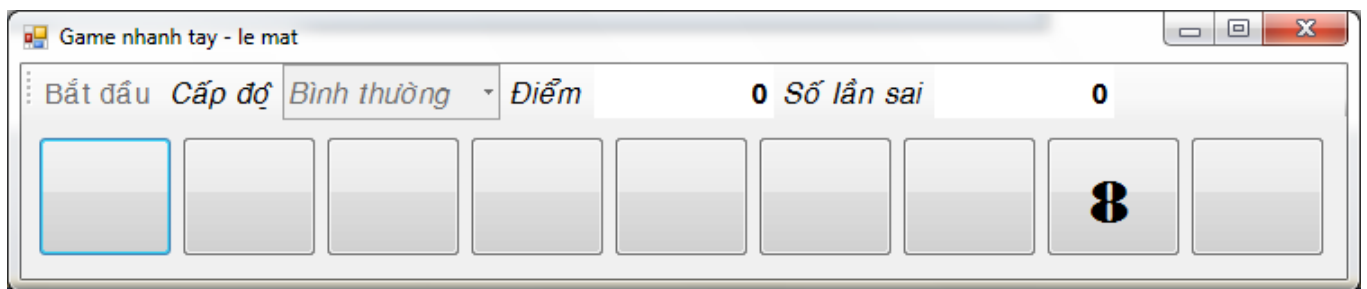 Game nhanh tay - le mat
Bắt đầu Cấp độ Bình thường Điểm 0 Số lần sai 0
8